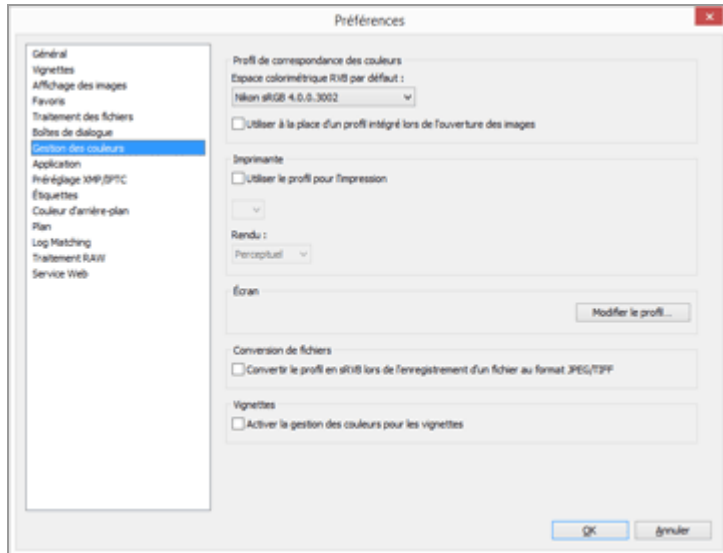 Préférences
Général
Vignettes
Affichage des images
Favoris
Traitement des fichiers
Boîtes de dialogue
Gestion des couleurs
Application
Préréglage XMP/IPTC
Étiquettes
Couleur d'arrière-plan
Plan
Log Matching
Traitement RAW
Service Web
Profil de correspondance des couleurs
Espace colorimétrique RVB par défaut :
Nikon sRGB 4.0.0.3002
Utiliser à la place d'un profil intégré lors de l'ouverture des images
Imprimante
Utiliser le profil pour l'impression
Rendu :
Perceptuel
Écran
Modifier le profil...
Conversion de fichiers
Convertir le profil en sRVB lors de l'enregistrement d'un fichier au format JPEG/TIFF
Vignettes
Activer la gestion des couleurs pour les vignettes
OK
Annuler